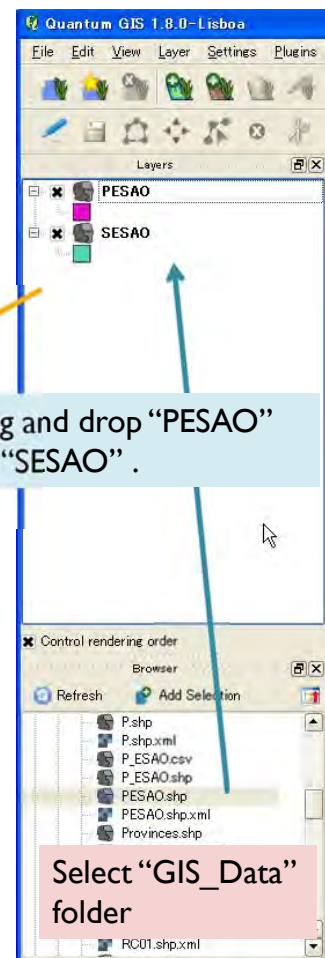 Quantum GIS 1.8.0-Lisboa
File Edit View Layer Settings Plugins
Layers
PESAO
SESAO
g and drop “PESAO”
“SESAO” .
Control rendering order
Browser
Refresh Add Selection
P.shp
P.shp.xml
P_ESAO.csv
P_ESAO.shp
PESAO.shp
PESAO.shp.xml
Provinces.shp
Select “GIS_Data”
folder
RC01.shp.xml